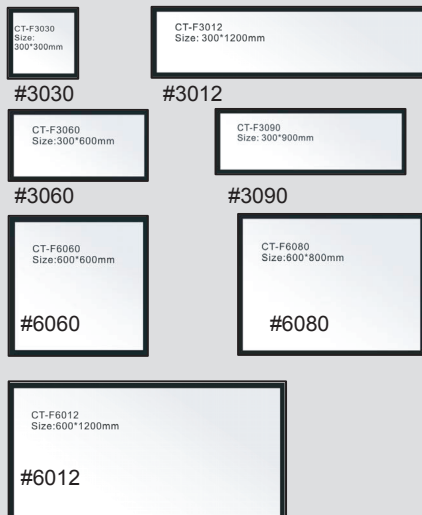 CT-F3030
Size:
300*300mm
#3030
CT-F3012
Size: 300*1200mm
#3012
CT-F3060
Size:300*600mm
#3060
CT-F3090
Size: 300*900mm
#3090
CT-F6060
Size:600*600mm
#6060
CT-F6080
Size:600*800mm
#6080
CT-F6012
Size:600*1200mm
#6012